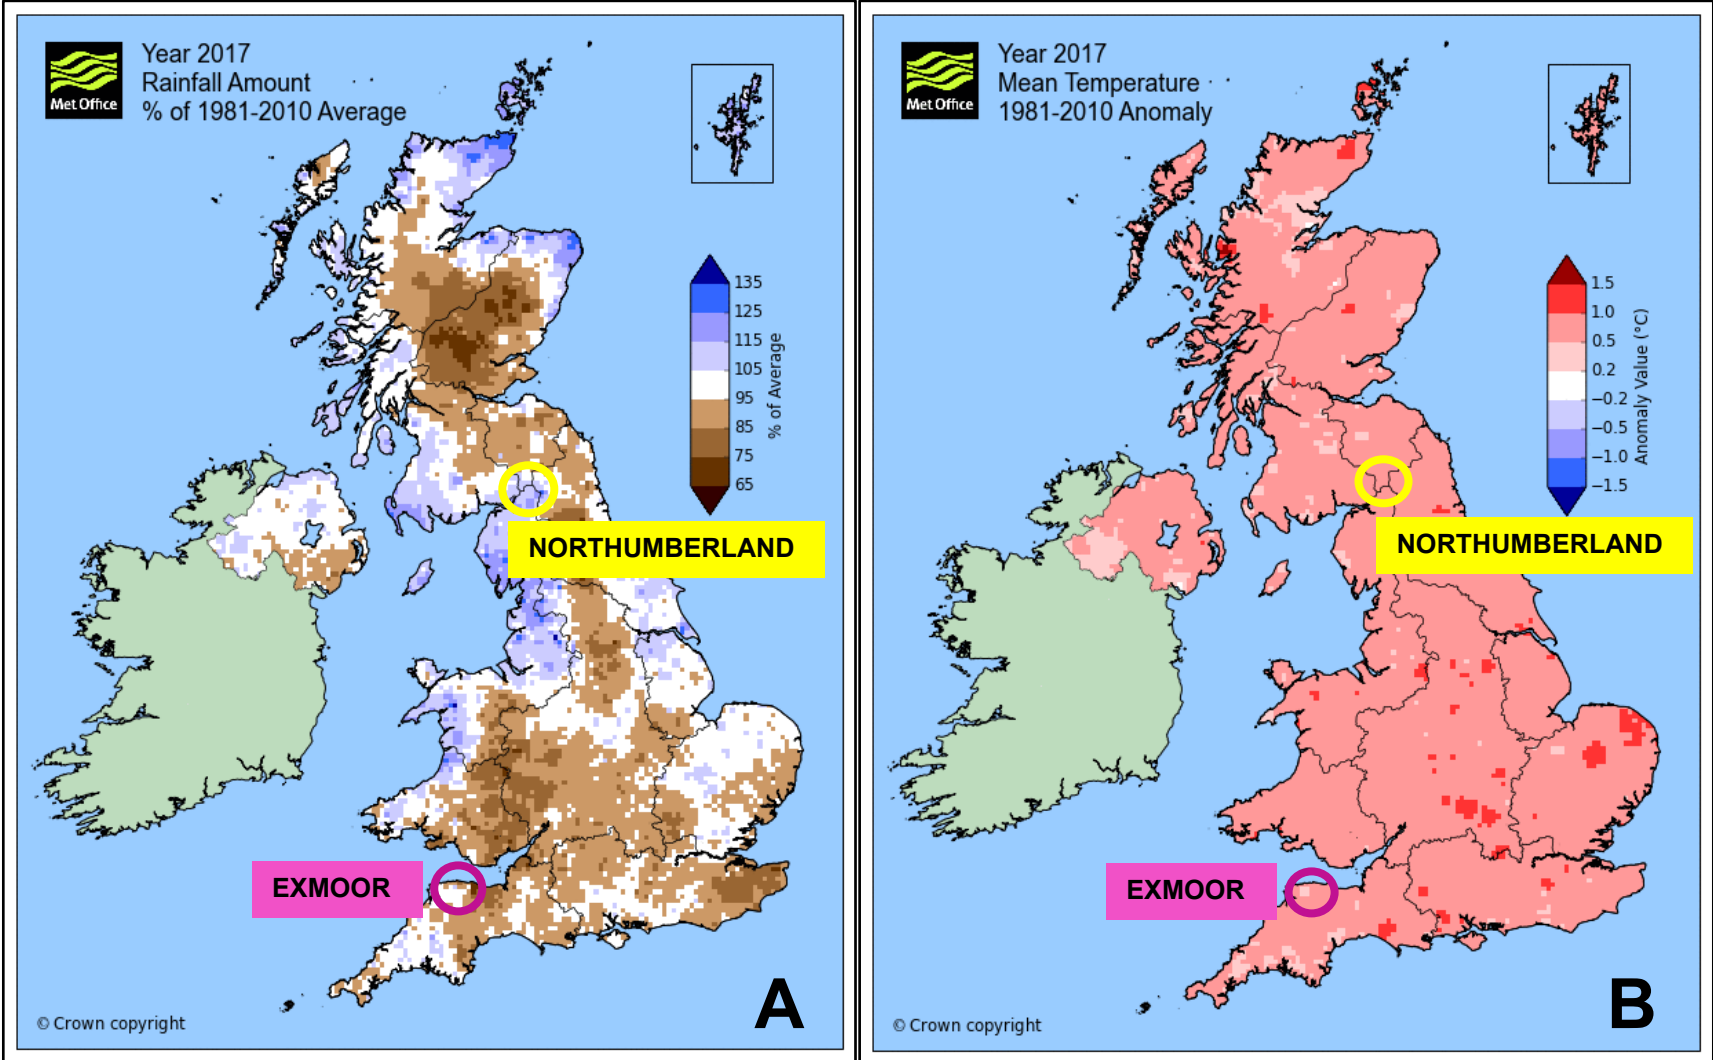 Met Office
Year 2017
Rainfall Amount
% of 1981-2010 Average
135
125
115
105
95
85
75
65
% of Average
NORTHUMBERLAND
EXMOOR
A
© Crown copyright
Met Office
Year 2017
Mean Temperature
1981-2010 Anomaly
1.5
1.0
0.5
0.2
−0.2
−0.5
−1.0
−1.5
Anomaly Value (°C)
NORTHUMBERLAND
EXMOOR
B
© Crown copyright